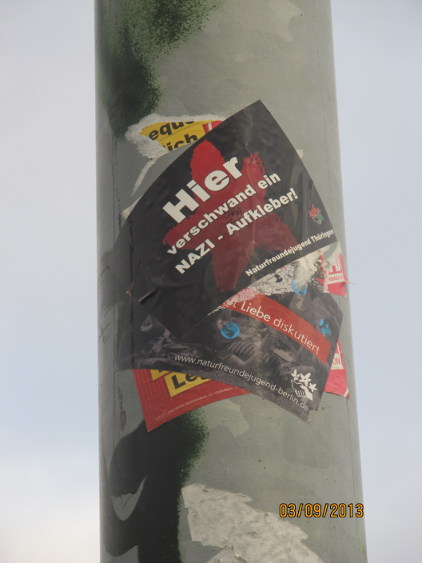 Hier
verschwand ein
NAZI - Aufkleber!
Naturfreundejugend Thüringen
Liebe diskutiert
www.naturfreundejugend-berlin.de
03/09/2013